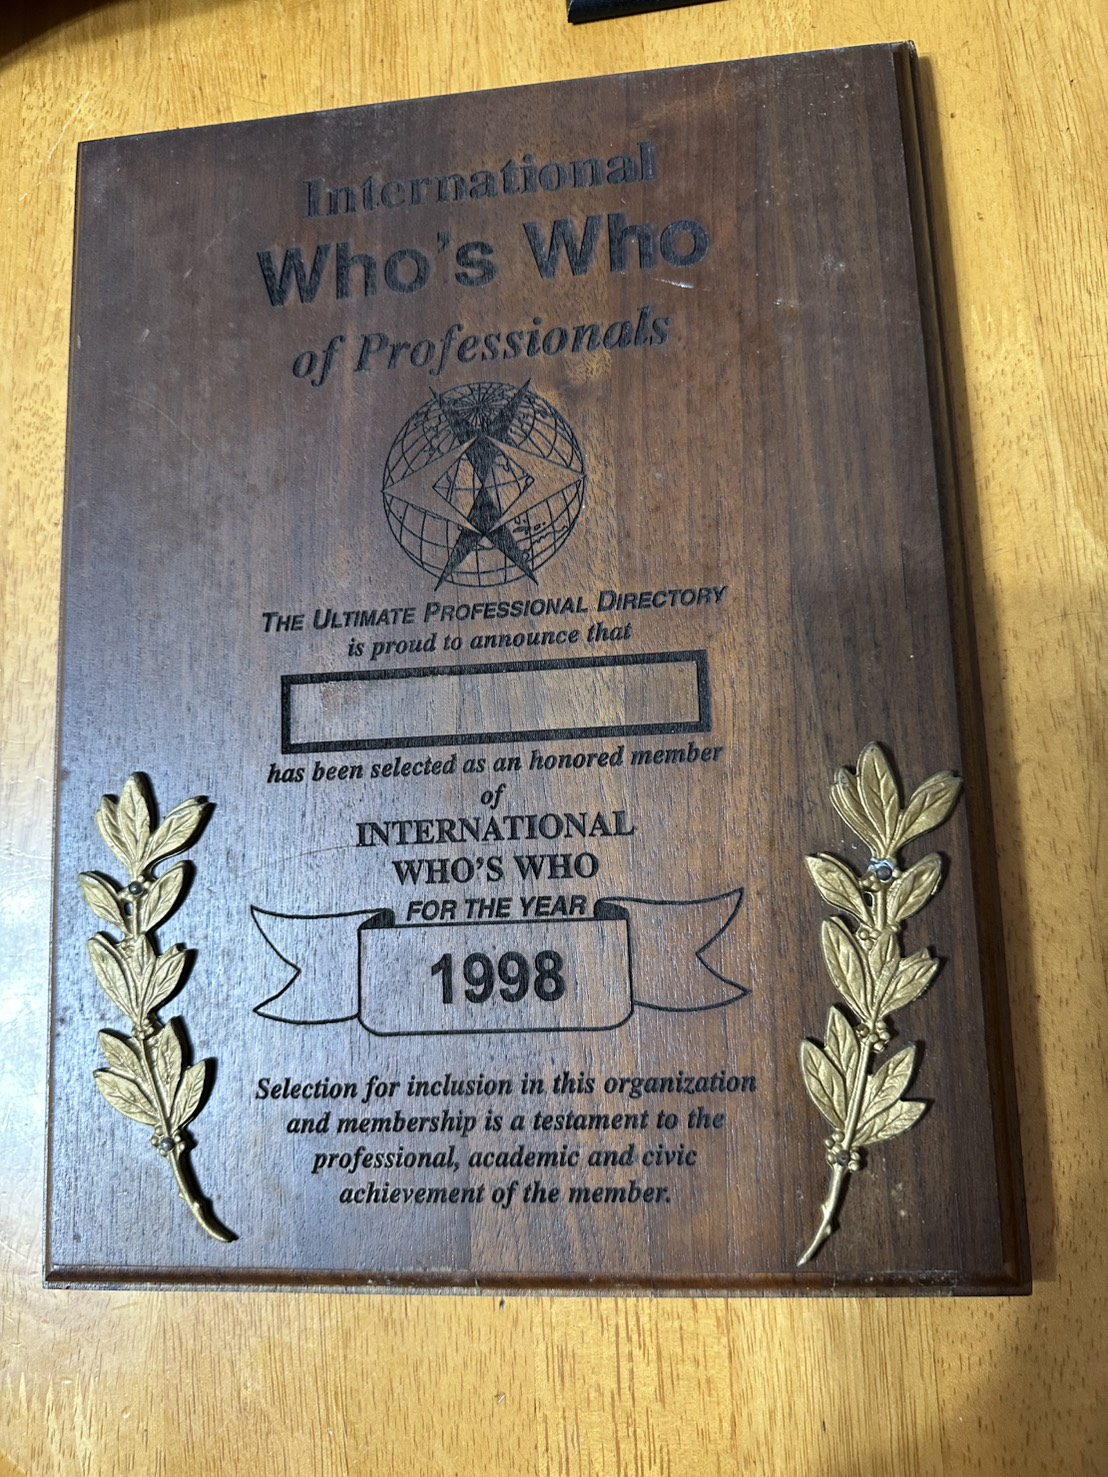 International
Who's Who
of Professionals
THE ULTIMATE PROFESSIONAL DIRECTORY
is proud to announce that
has been selected as an honored member
of
INTERNATIONAL
WHO'S WHO
FOR THE YEAR
1998
Selection for inclusion in this organization
and membership is a testament to the
professional, academic and civic
achievement of the member.